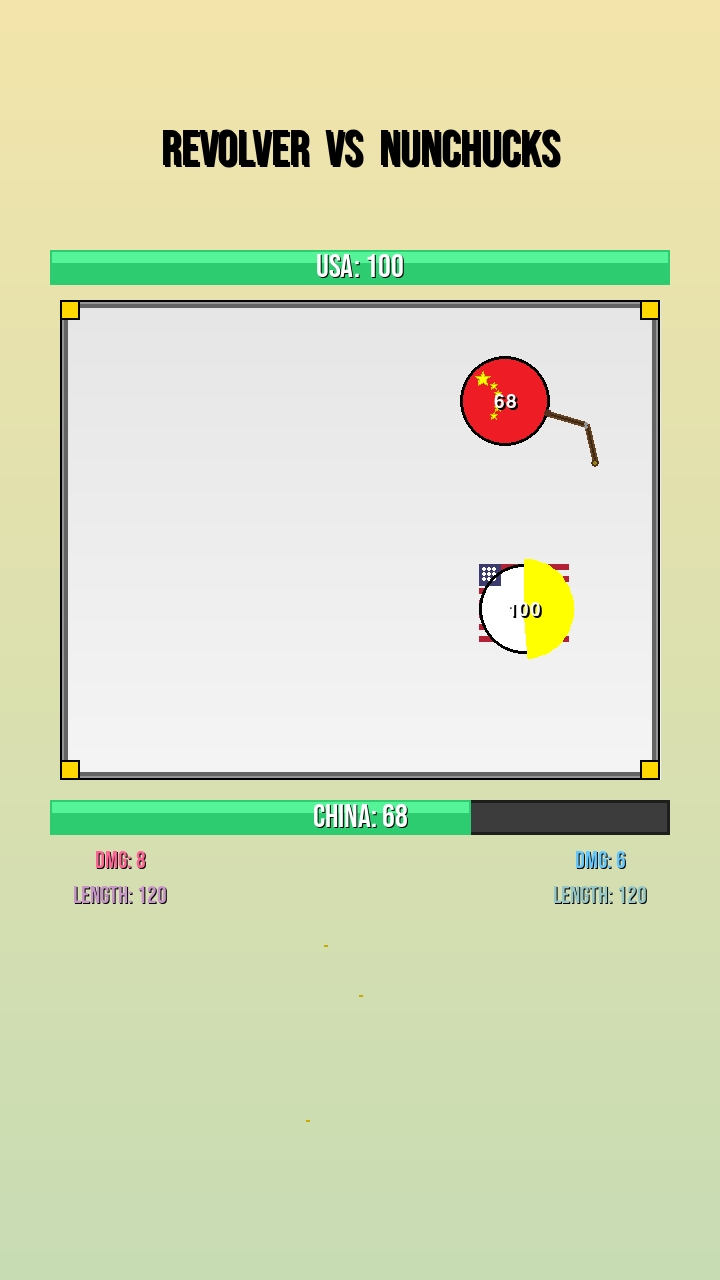 REVOLVER VS NUNCHUCKS
USA: 100
68
100
CHINA: 68
DMG: 8
DMG: 6
LENGTH: 120
LENGTH: 120